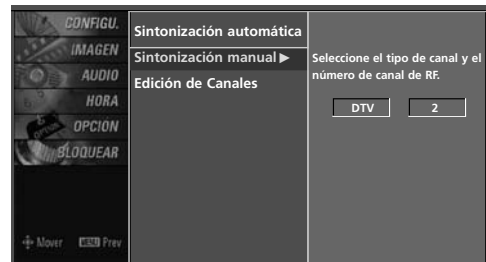 CONFIGU.
IMAGEN
AUDIO
HORA
OPCION
BLOQUEAR
Mover MENU Prev
Sintonización automática
Sintonización manual ▶
Edición de Canales
Seleccione el tipo de canal y el
número de canal de RF.
DTV 2